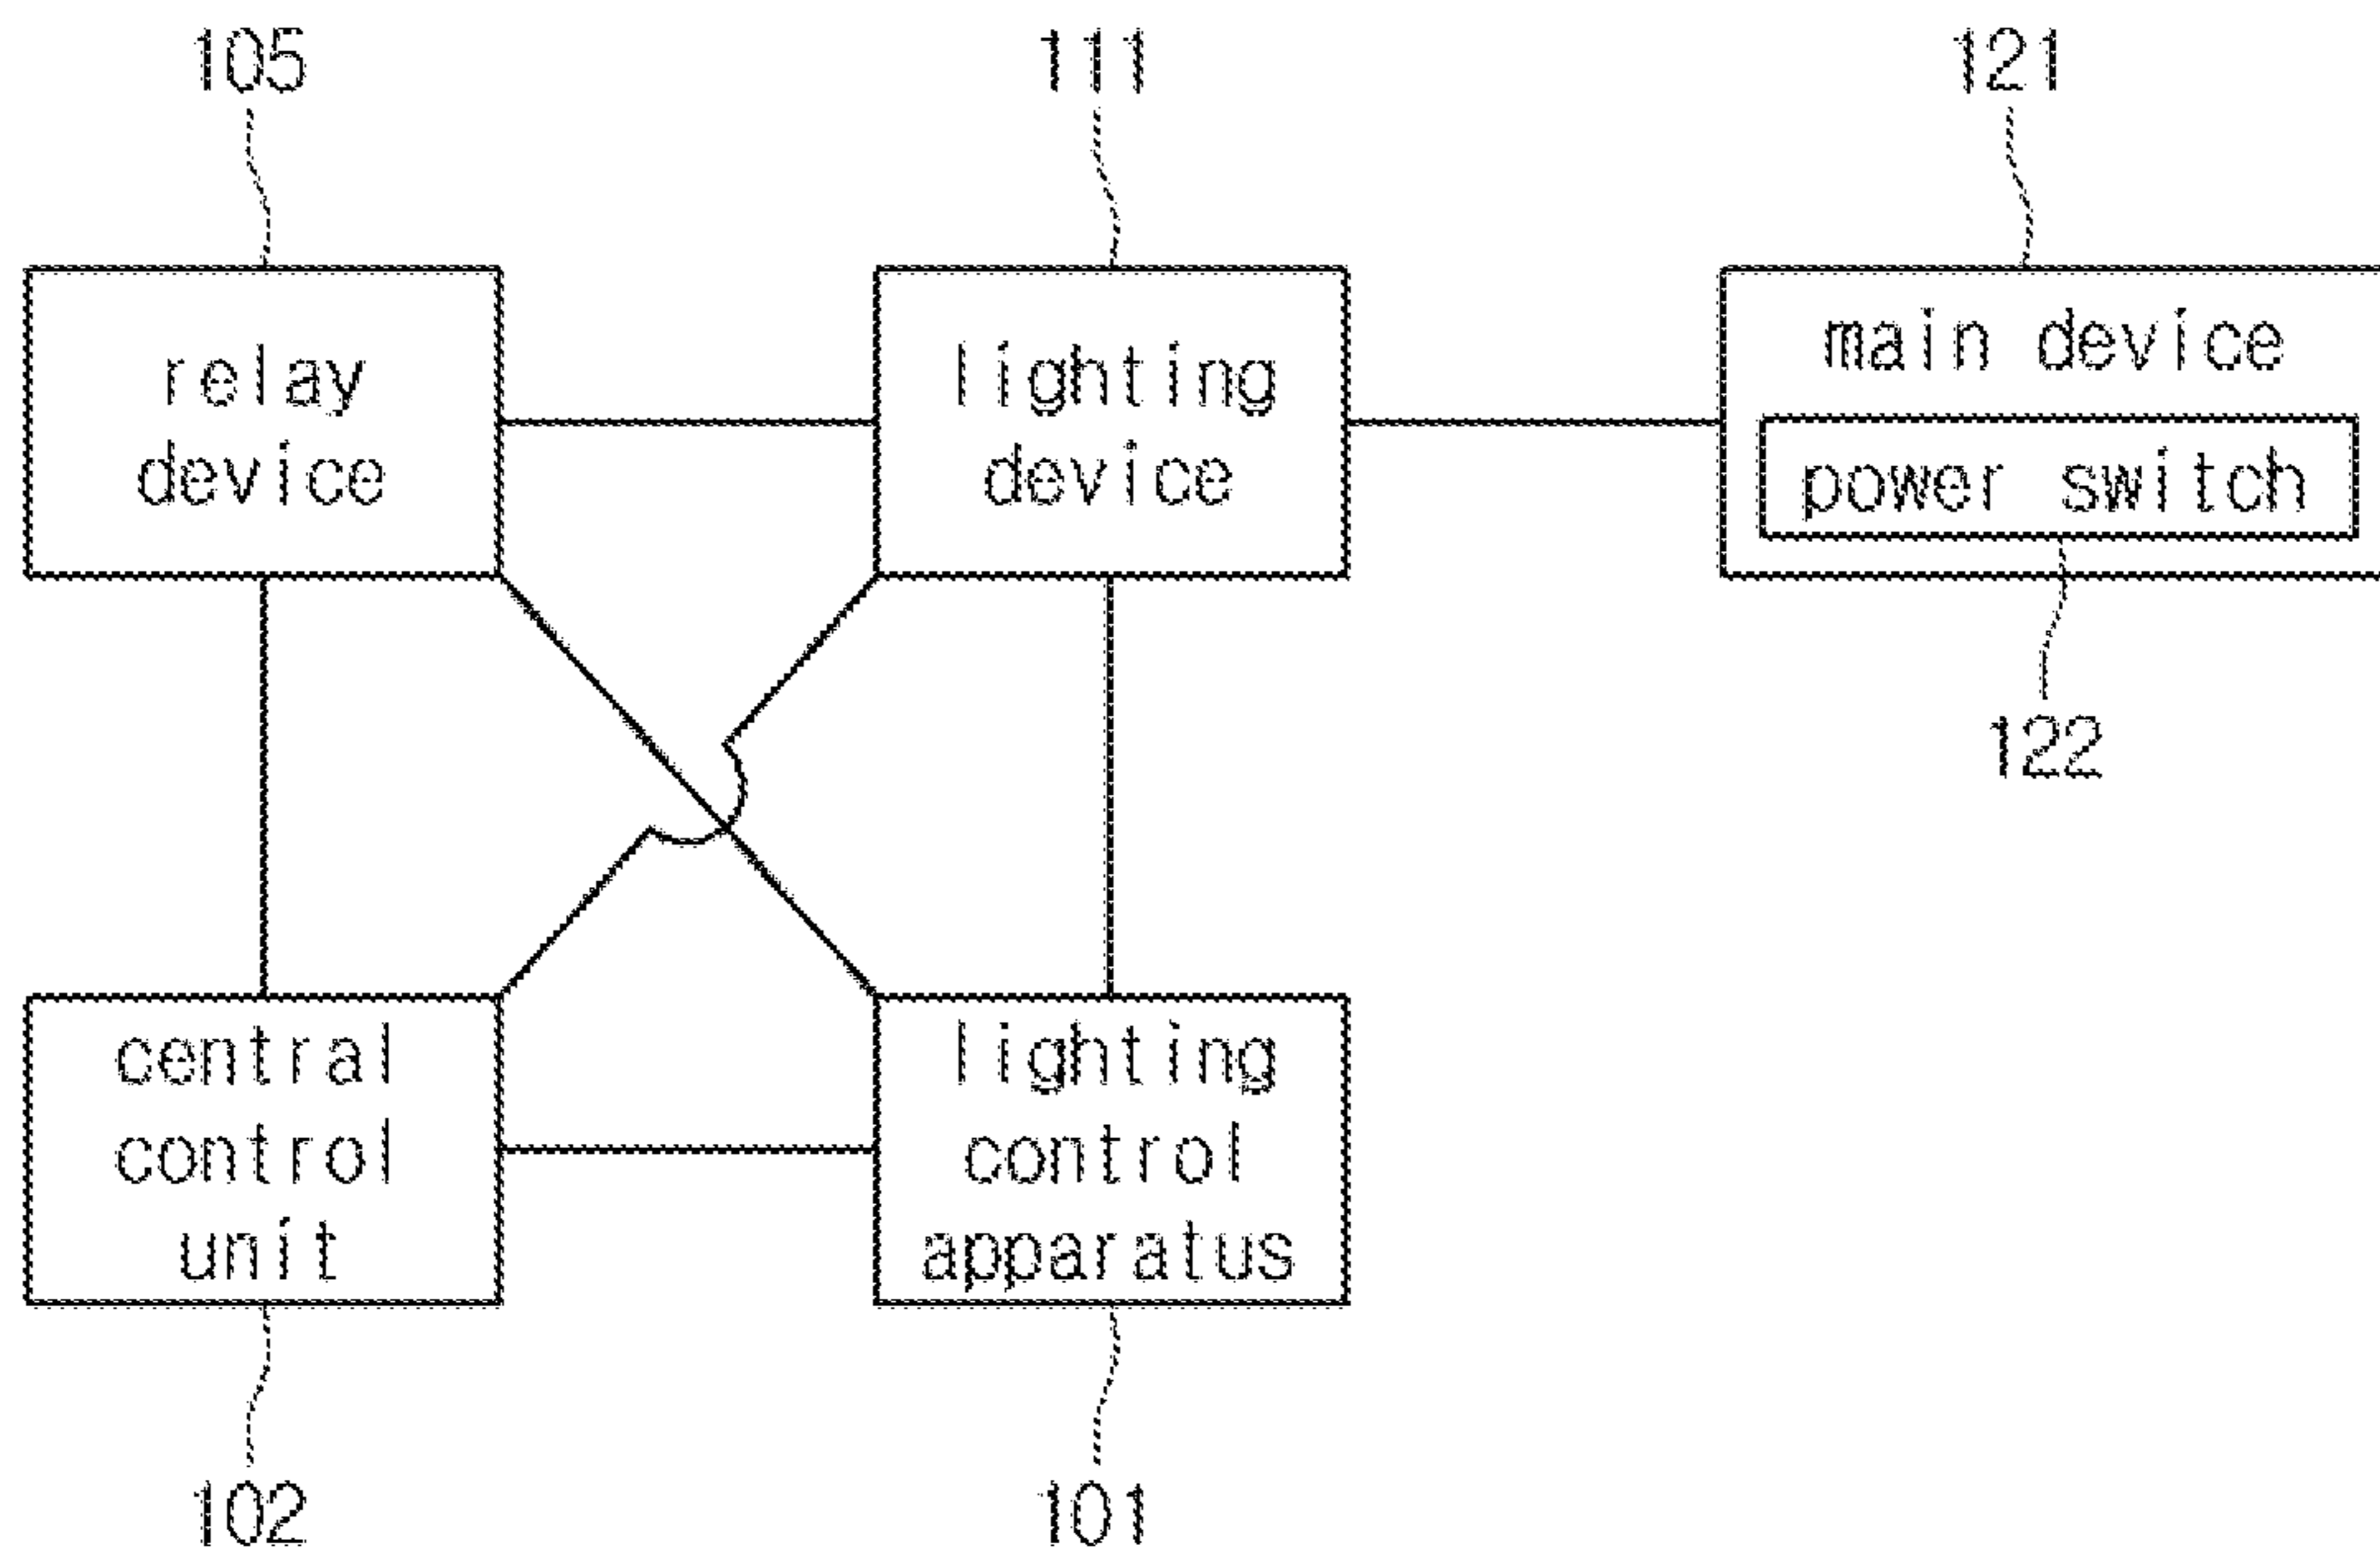 105
111
121
relay
device
lighting
device
main device
power switch
122
central
control
unit
lighting
control
apparatus
102
101